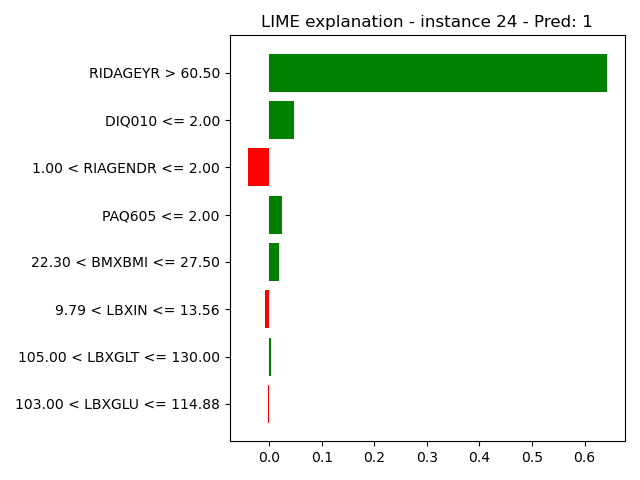 LIME explanation - instance 24 - Pred: 1
RIDAGEYR > 60.50
DIQ010 <= 2.00
1.00 < RIAGENDR <= 2.00
PAQ605 <= 2.00
22.30 < BMXBMI <= 27.50
9.79 < LBXIN <= 13.56
105.00 < LBXGLT <= 130.00
103.00 < LBXGLU <= 114.88
0.0 0.1 0.2 0.3 0.4 0.5 0.6